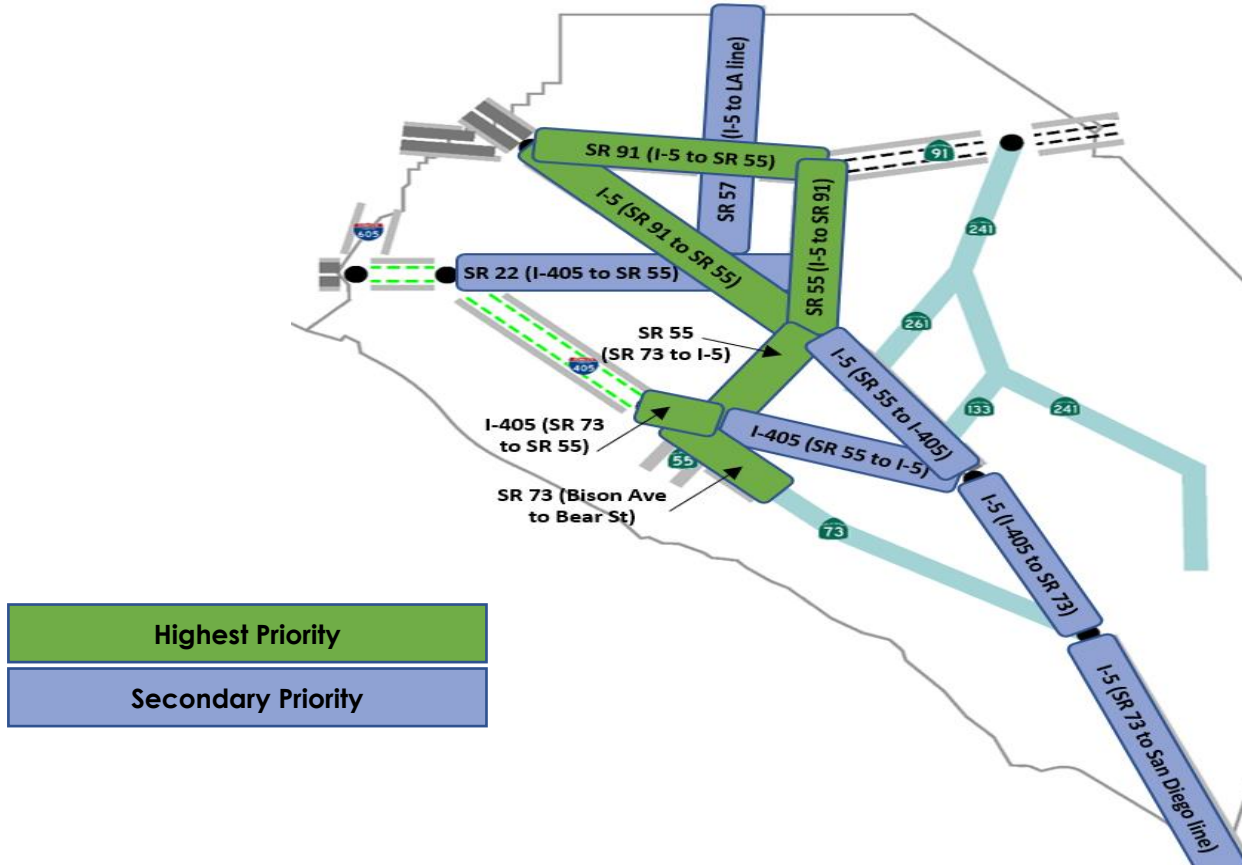 SR 57 (I-5 to LA line)
SR 91 (I-5 to SR 55)
91
I-5 (SR 91 to SR 55)
SR 55 (I-5 to SR 91)
241
605
SR 22 (I-405 to SR 55)
261
SR 55
(SR 73 to I-5)
405
I-5 (SR 55 to I-405)
133
241
I-405 (SR 73
to SR 55)
I-405 (SR 55 to I-5)
55
SR 73 (Bison Ave
to Bear St)
73
I-5 (I-405 to SR 73)
I-5 (SR 73 to San Diego line)
Highest Priority
Secondary Priority